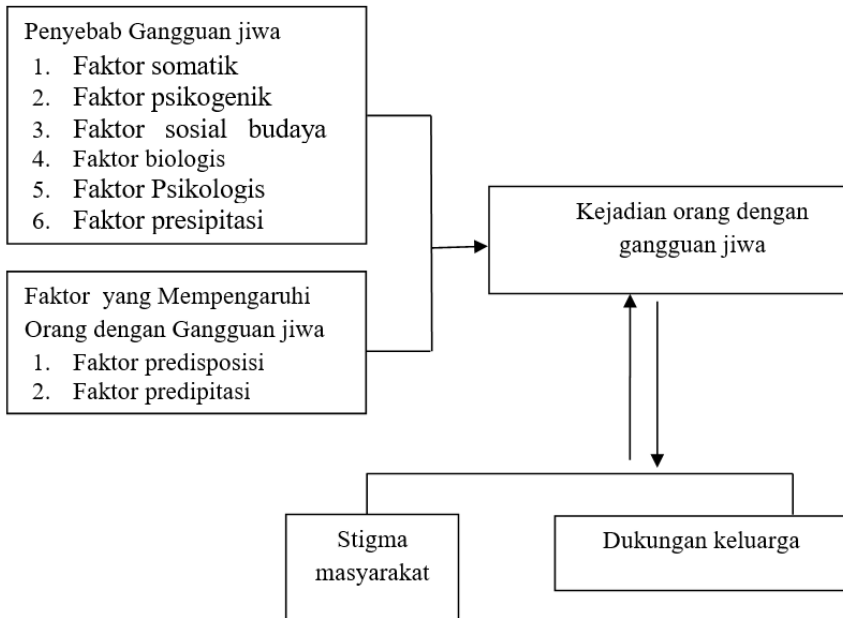 Penyebab Gangguan jiwa
1. Faktor somatik
2. Faktor psikogenik
3. Faktor sosial budaya
4. Faktor biologis
5. Faktor Psikologis
6. Faktor presipitasi
Kejadian orang dengan
gangguan jiwa
Faktor yang Mempengaruhi
Orang dengan Gangguan jiwa
1. Faktor predisposisi
2. Faktor predipitasi
Stigma
masyarakat
Dukungan keluarga